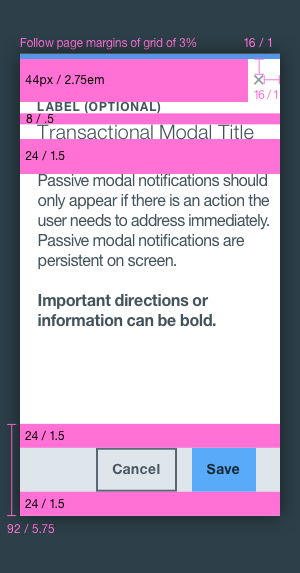 Follow page margins of grid of 3%
16 / 1
44px / 2.75em
16 / 1
LABEL (OPTIONAL)
8 / .5
Transactional Modal Title
24 / 1.5
Passive modal notifications should
only appear if there is an action the
user needs to address immediately.
Passive modal notifications are
persistent on screen.
Important directions or
information can be bold.
24 / 1.5
Cancel
Save
24 / 1.5
92 / 5.75